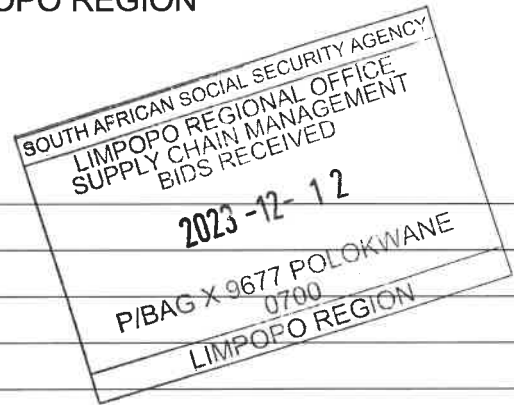 OPO REGION
SOUTH AFRICAN SOCIAL SECURITY AGENCY
LIMPOPO REGIONAL OFFICE
SUPPLY CHAIN MANAGEMENT
BIDS RECEIVED
2023 -12- 12
P/BAG X 9677 POLOKWANE
0700
LIMPOPO REGION